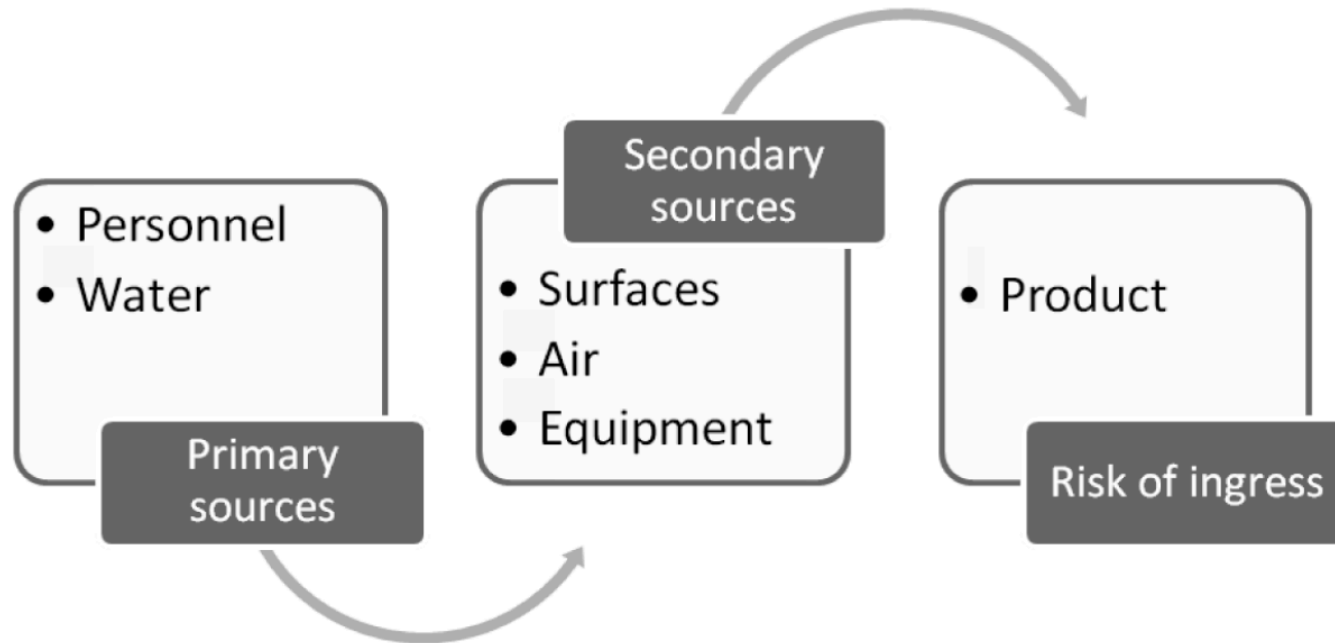 • Personnel
• Water
Primary
sources
Secondary
sources
• Surfaces
• Air
• Equipment
• Product
Risk of ingress